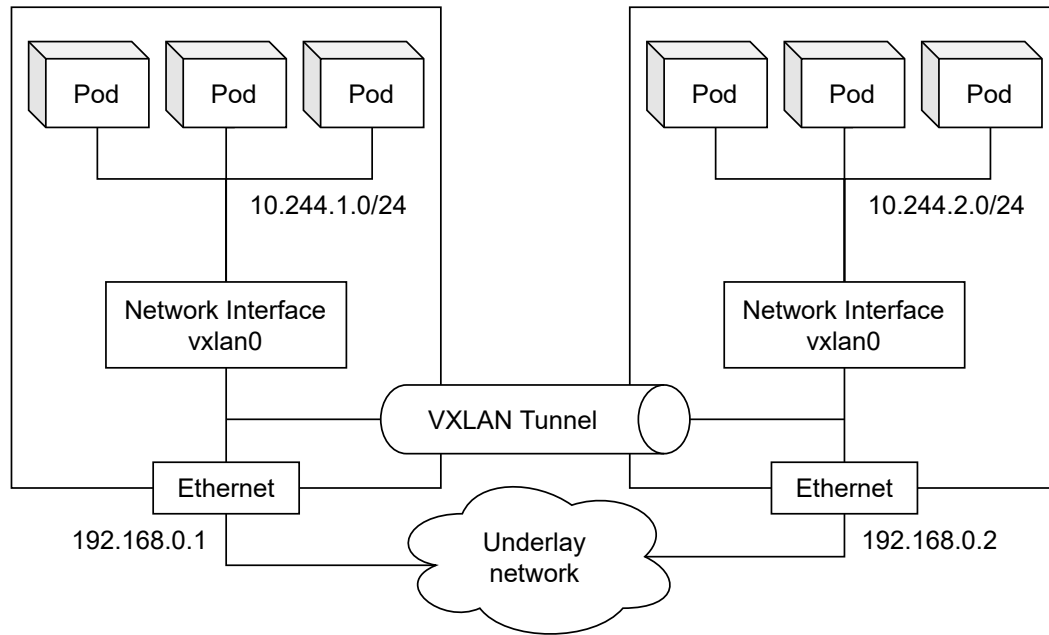 Pod
Pod
Pod
10.244.1.0/24
Network Interface
vxlan0
Ethernet
192.168.0.1
VXLAN Tunnel
Underlay
network
Pod
Pod
Pod
10.244.2.0/24
Network Interface
vxlan0
Ethernet
192.168.0.2